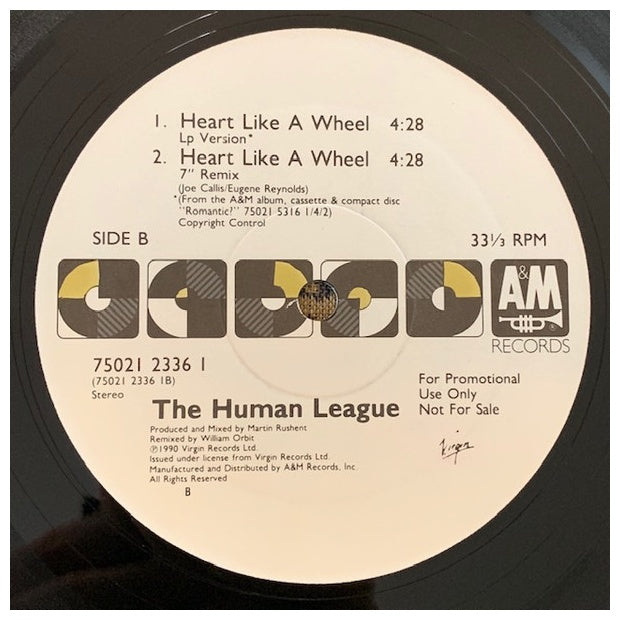 1. Heart Like A Wheel 4:28
Lp Version*
2. Heart Like A Wheel 4:28
7" Remix
(Joe Callis/Eugene Reynolds)
*(From the A&M album, cassette & compact disc
"Romantic?" 75021 5316 1/4/2)
Copyright Control
SIDE B
33⅓ RPM
A&M
RECORDS
75021 2336 1
(75021 2336 1B)
Stereo
For Promotional
Use Only
Not For Sale
The Human League
Produced and Mixed by Martin Rushent
Remixed by William Orbit
℗1990 Virgin Records Ltd.
Issued under license from Virgin Records Ltd.
Manufactured and Distributed by A&M Records, Inc.
All Rights Reserved
B
Virgin